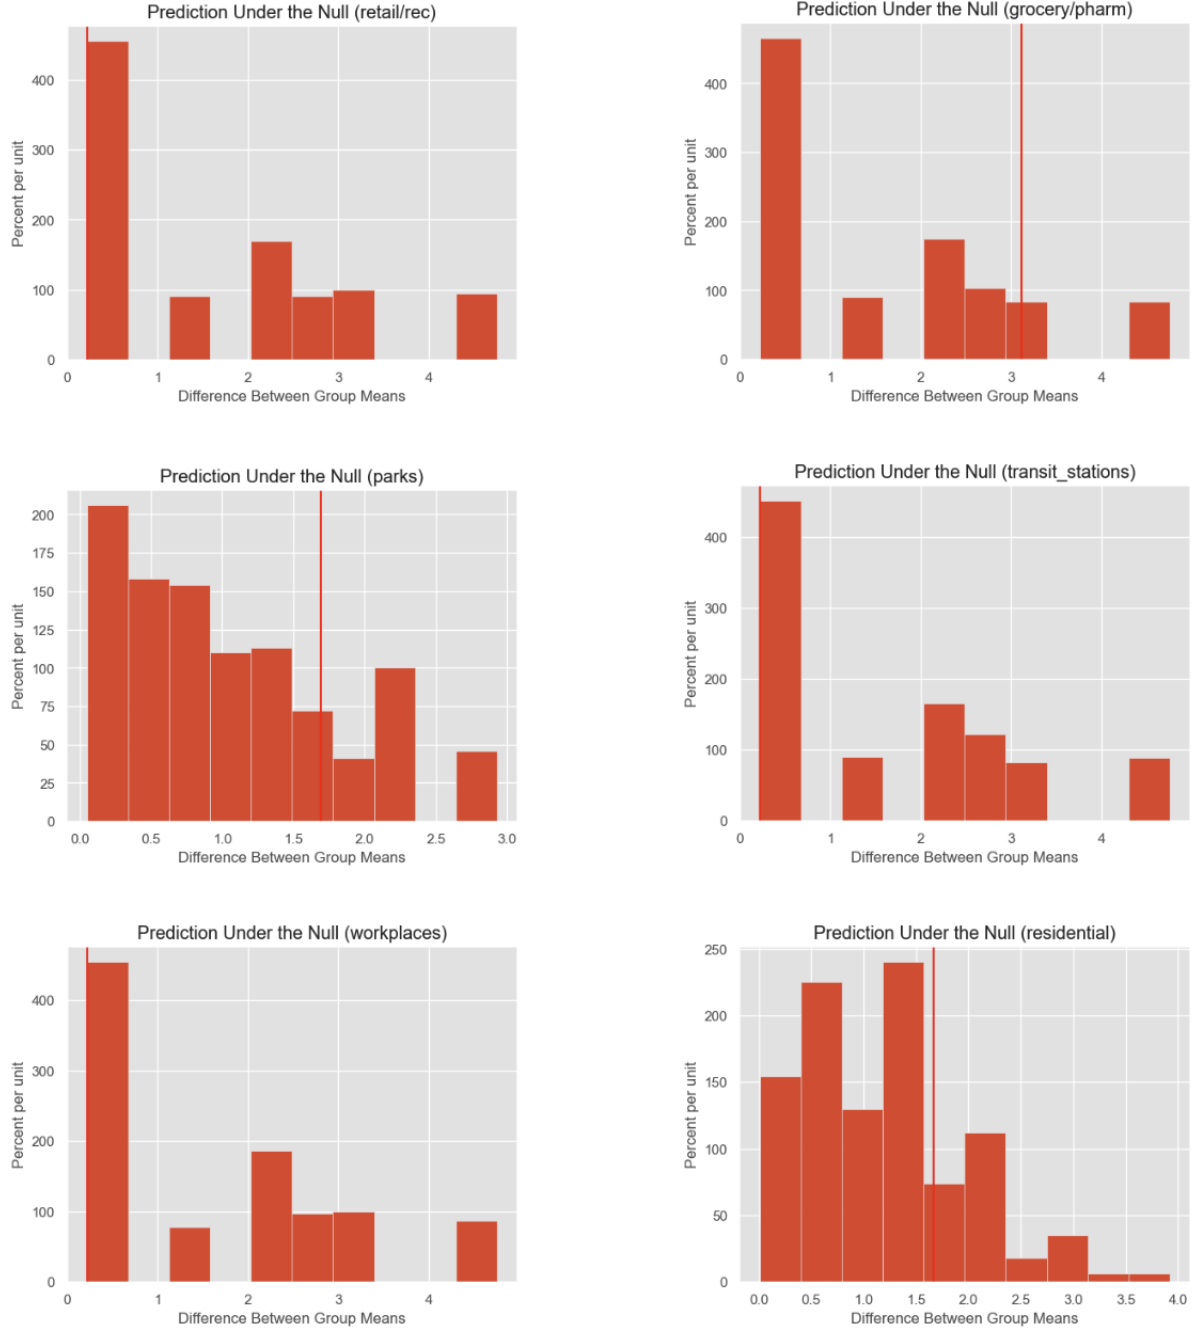 Prediction Under the Null (retail/rec)
400
300
200
100
0
Percent per unit
0 1 2 3 4
Difference Between Group Means
Prediction Under the Null (grocery/pharm)
400
300
200
100
0
Percent per unit
0 1 2 3 4
Difference Between Group Means
Prediction Under the Null (parks)
200
175
150
125
100
75
50
25
0
Percent per unit
0.0 0.5 1.0 1.5 2.0 2.5 3.0
Difference Between Group Means
Prediction Under the Null (transit_stations)
400
300
200
100
0
Percent per unit
0 1 2 3 4
Difference Between Group Means
Prediction Under the Null (workplaces)
400
300
200
100
0
Percent per unit
0 1 2 3 4
Difference Between Group Means
Prediction Under the Null (residential)
250
200
150
100
50
0
Percent per unit
0.0 0.5 1.0 1.5 2.0 2.5 3.0 3.5 4.0
Difference Between Group Means